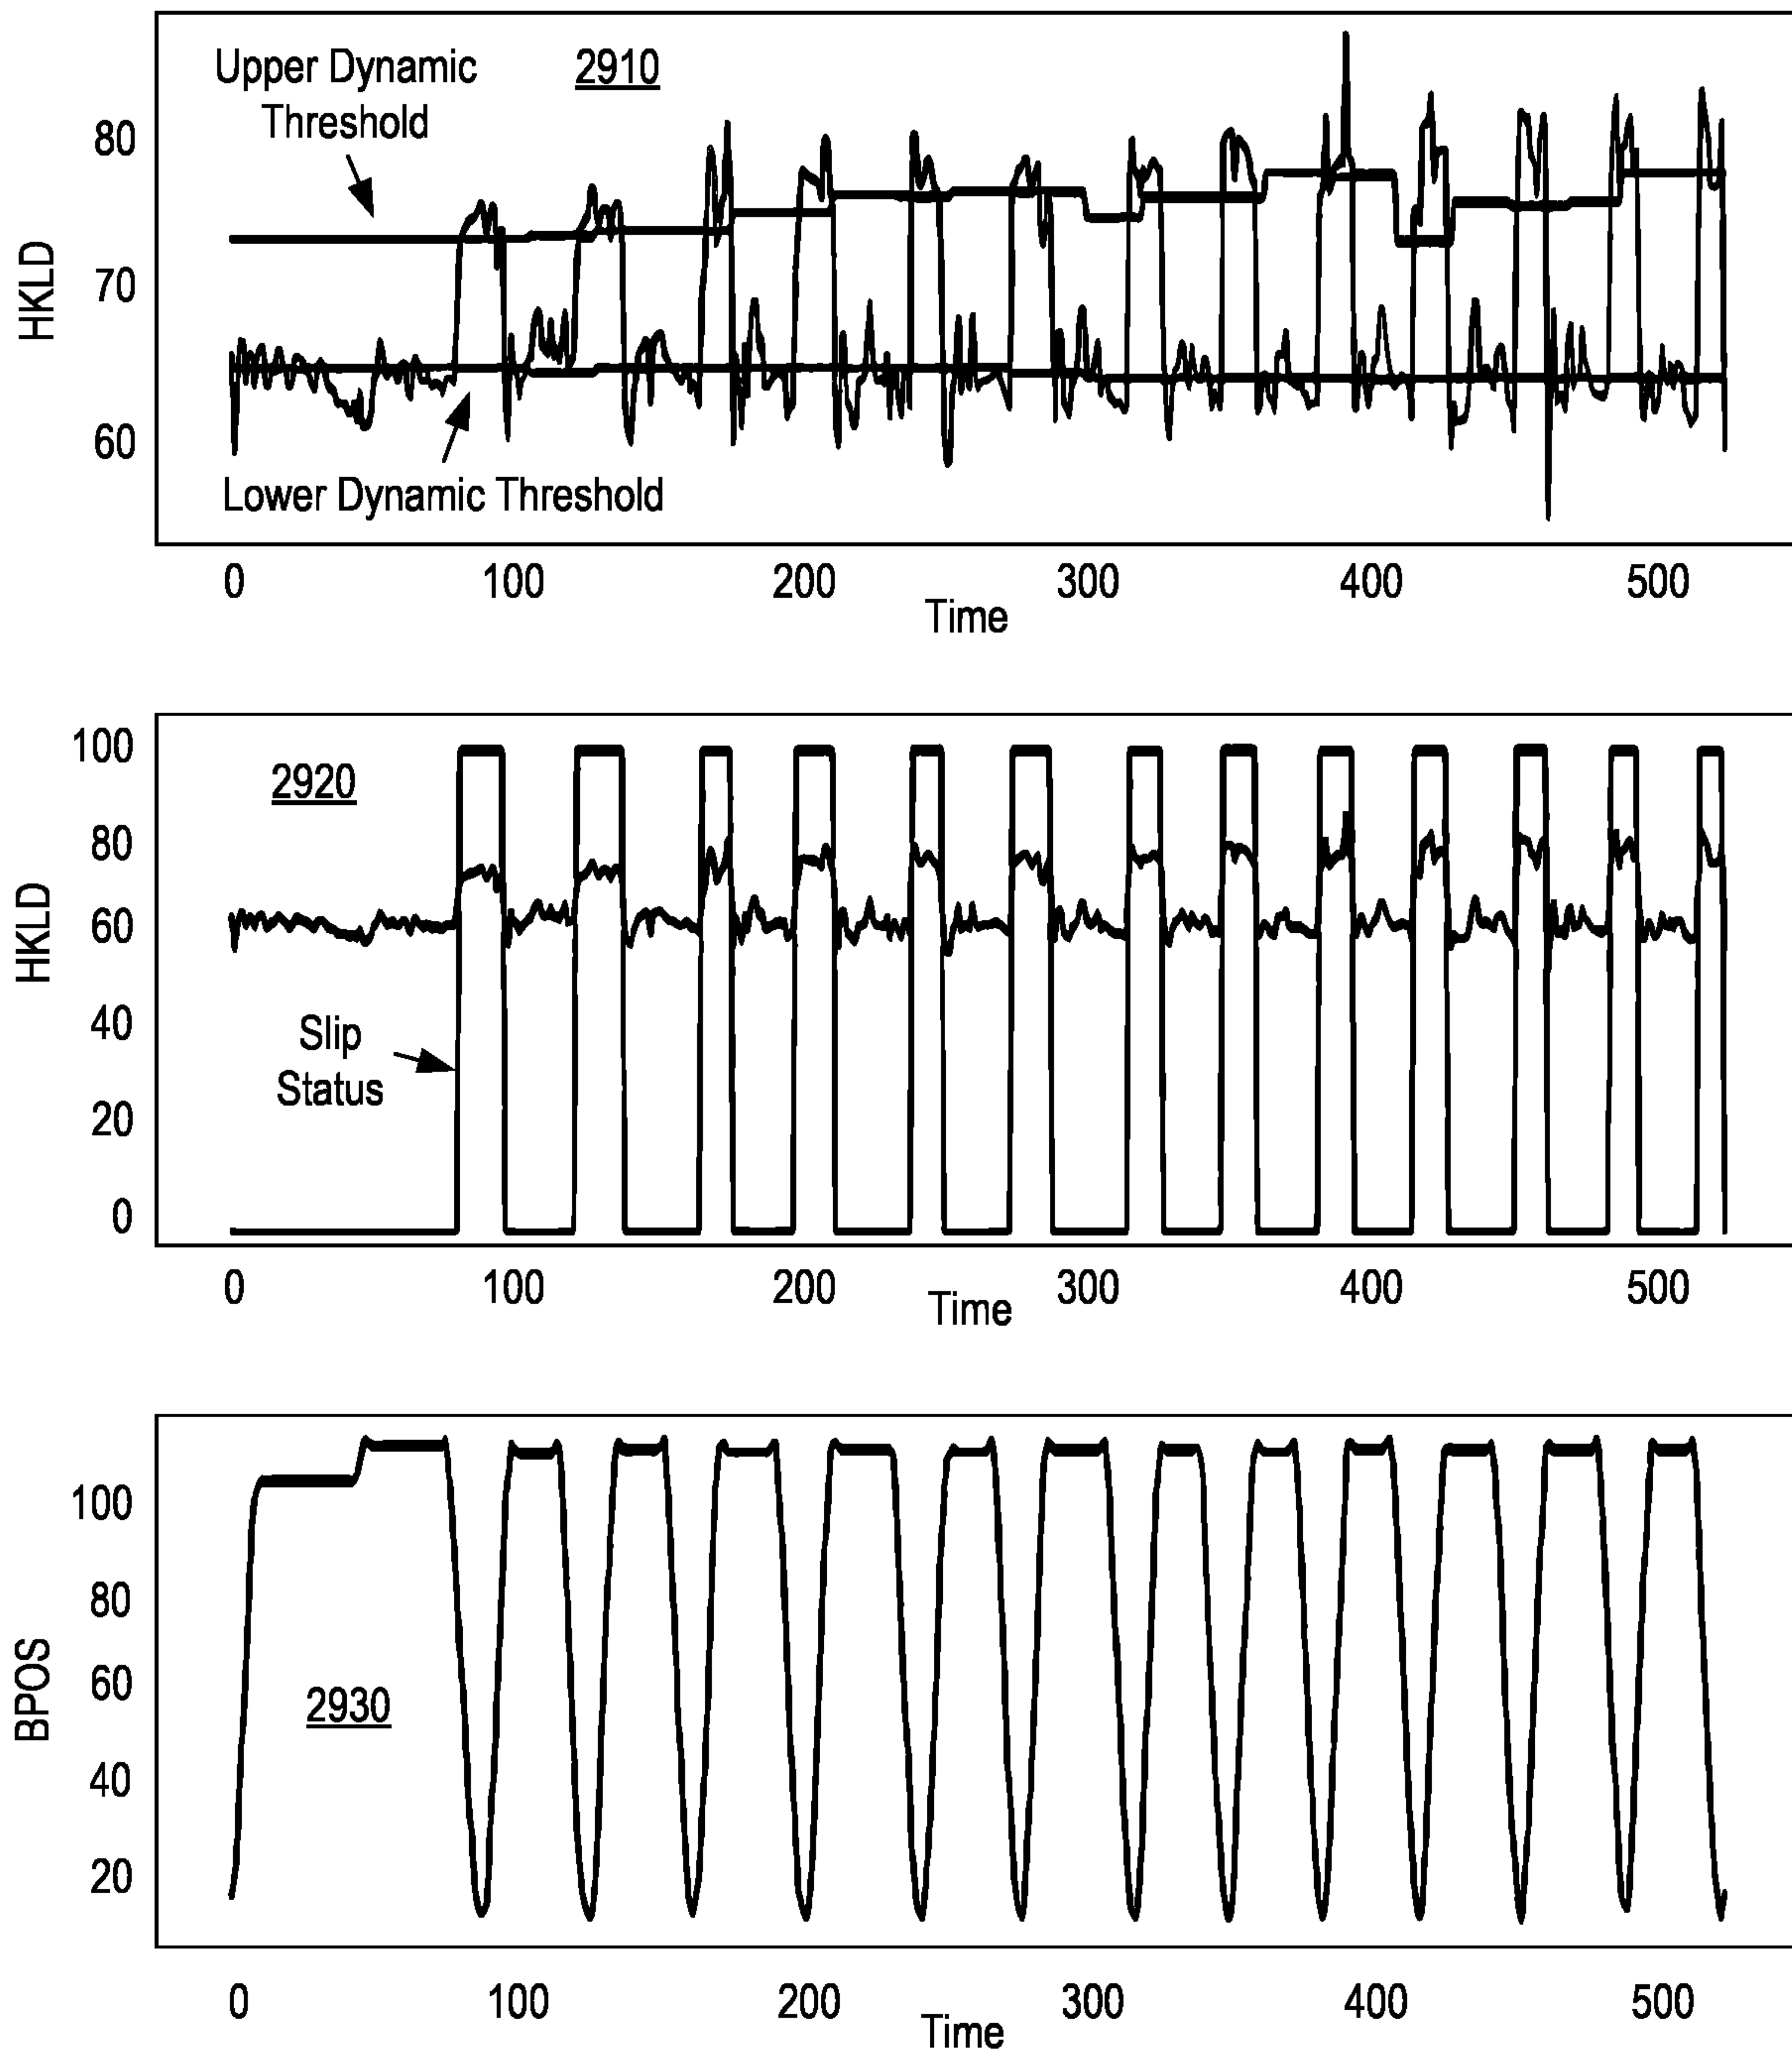 Upper Dynamic
Threshold
2910
80
70
60
HKLD
Lower Dynamic Threshold
0 100 200 300 400 500
Time
100
80
60
40
20
0
HKLD
2920
Slip
Status
0 100 200 300 400 500
Time
100
80
60
40
20
BPOS
2930
0 100 200 300 400 500
Time